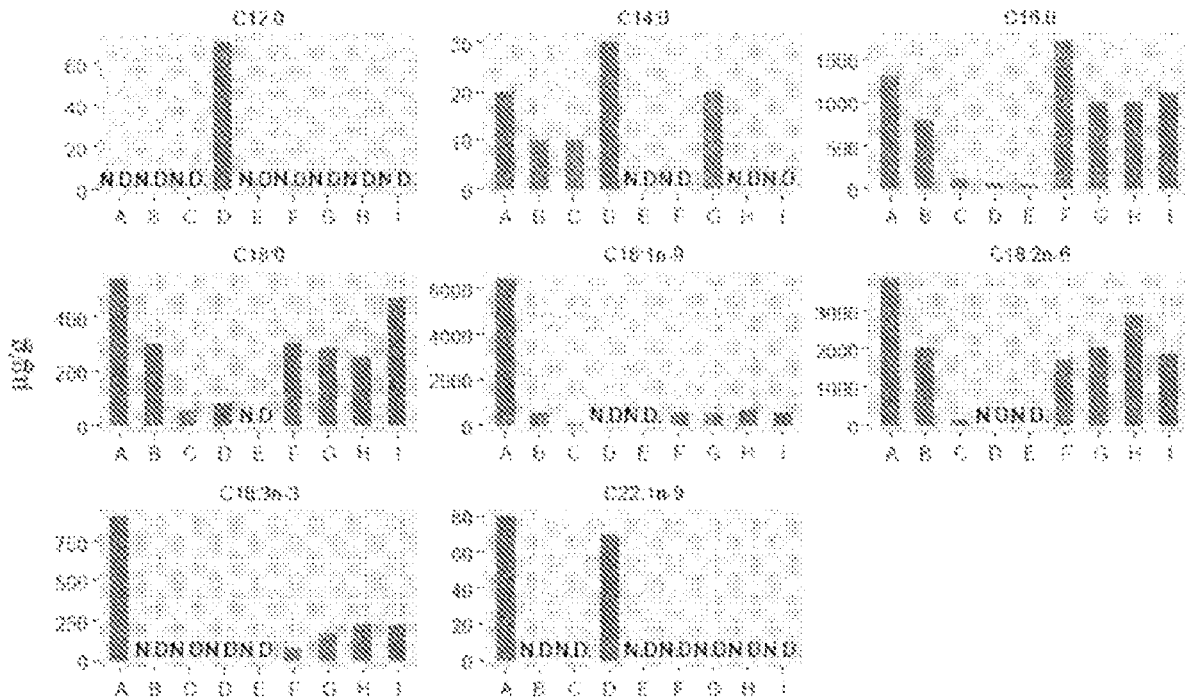 C12:0
60
40
20
0
N.D.N.D.N.D. N.D.N.D.N.D.N.D.N.D.
A B C D E F G H I
C14:0
30
20
10
0
N.D.N.D. N.D.N.D.
A B C D E F G H I
C16:0
1500
1000
500
0
A B C D E F G H I
µg/g
C18:0
400
200
0
N.D.
A B C D E F G H I
C18:1n-9
6000
4000
2000
0
N.D.N.D.
A B C D E F G H I
C18:2n-6
3000
2000
1000
0
N.D.N.D.
A B C D E F G H I
C18:3n-3
750
500
250
0
N.D.N.D.N.D.N.D.
A B C D E F G H I
C22:1n-9
80
60
40
20
0
N.D.N.D. N.D.N.D.N.D.N.D.N.D.
A B C D E F G H I